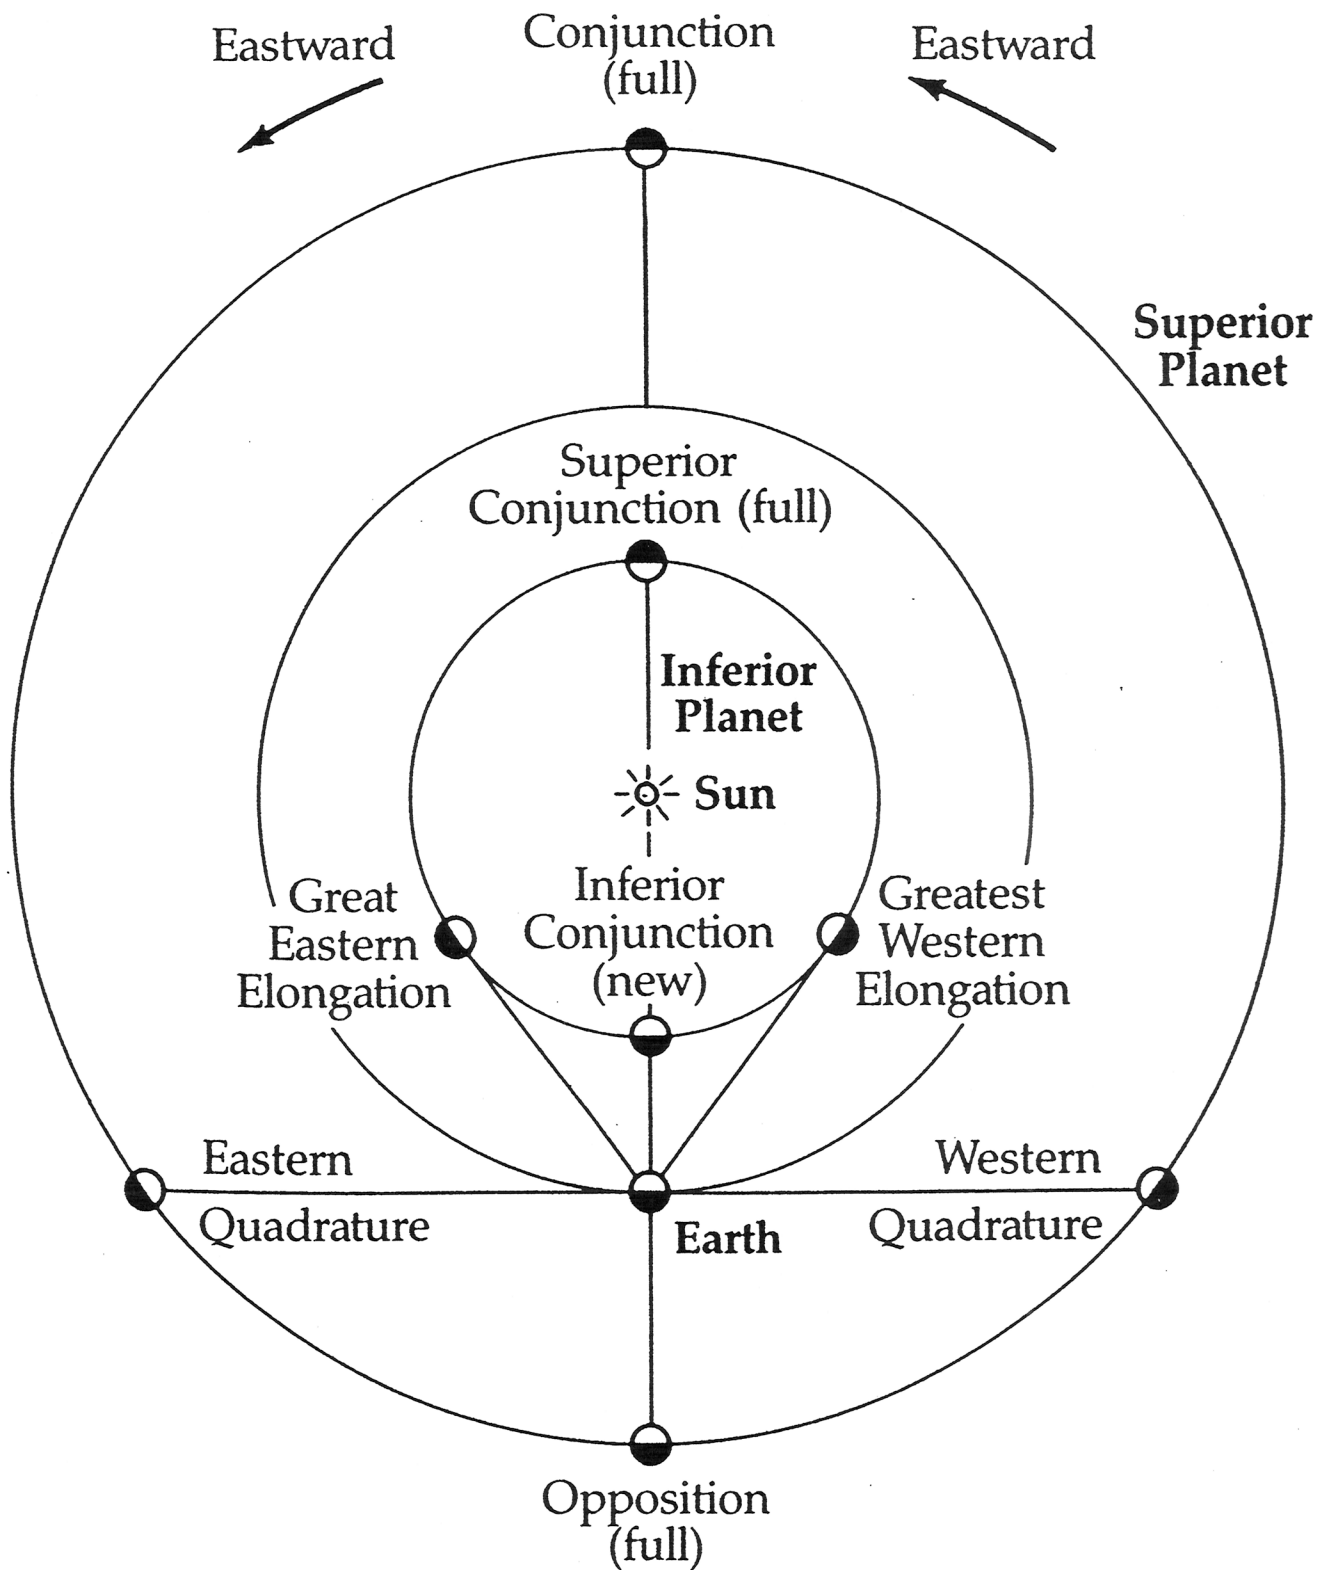 Eastward
Conjunction
(full)
Eastward
Superior
Planet
Superior
Conjunction (full)
Inferior
Planet
Sun
Great
Eastern
Elongation
Inferior
Conjunction
(new)
Greatest
Western
Elongation
Eastern
Quadrature
Western
Quadrature
Earth
Opposition
(full)